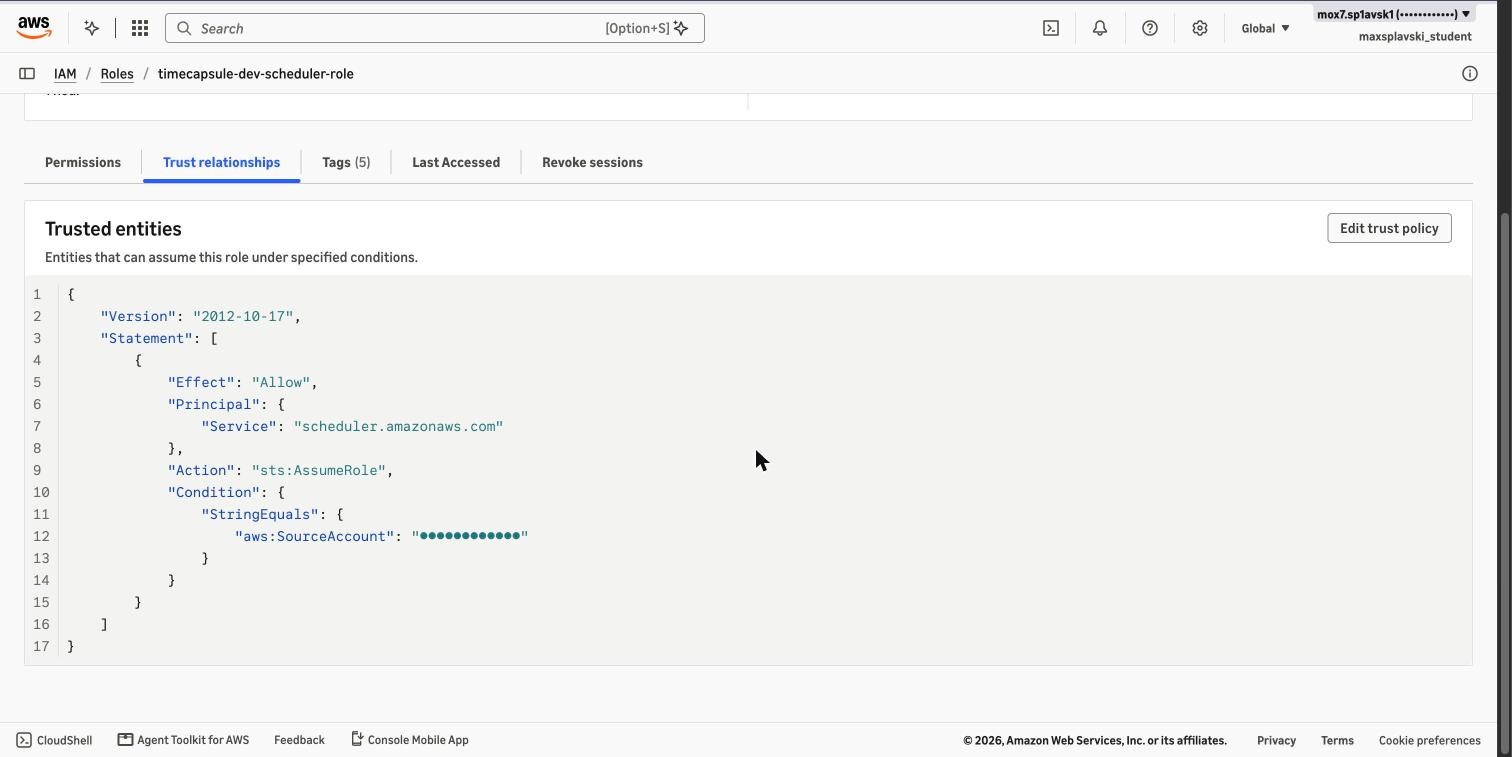 aws
Search [Option+S]
Global
mox7.sp1avsk1 (••••••••••••)
maxsplavski_student
IAM / Roles / timecapsule-dev-scheduler-role
Permissions Trust relationships Tags (5) Last Accessed Revoke sessions
Trusted entities
Edit trust policy
Entities that can assume this role under specified conditions.
1 {
2 "Version": "2012-10-17",
3 "Statement": [
4 {
5 "Effect": "Allow",
6 "Principal": {
7 "Service": "scheduler.amazonaws.com"
8 },
9 "Action": "sts:AssumeRole",
10 "Condition": {
11 "StringEquals": {
12 "aws:SourceAccount": "●●●●●●●●●●●●"
13 }
14 }
15 }
16 ]
17 }
CloudShell Agent Toolkit for AWS Feedback Console Mobile App © 2026, Amazon Web Services, Inc. or its affiliates. Privacy Terms Cookie preferences